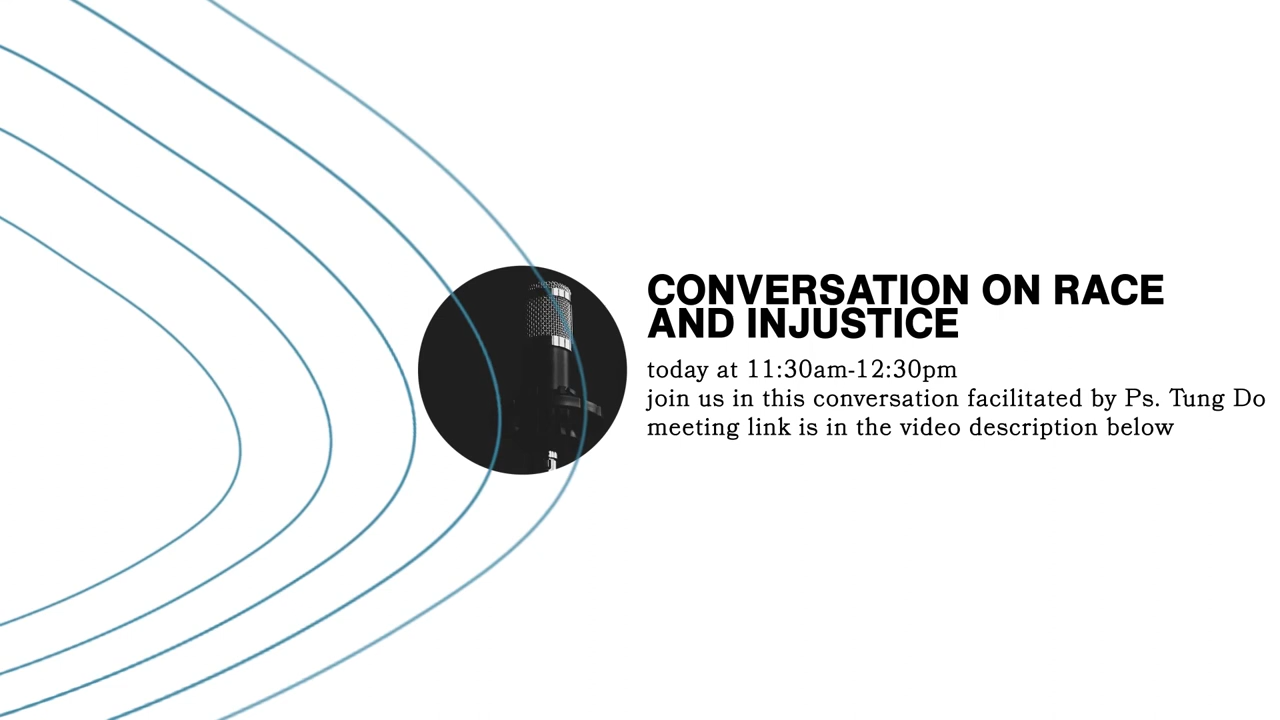 CONVERSATION ON RACE
AND INJUSTICE
today at 11:30am-12:30pm
join us in this conversation facilitated by Ps. Tung Do
meeting link is in the video description below